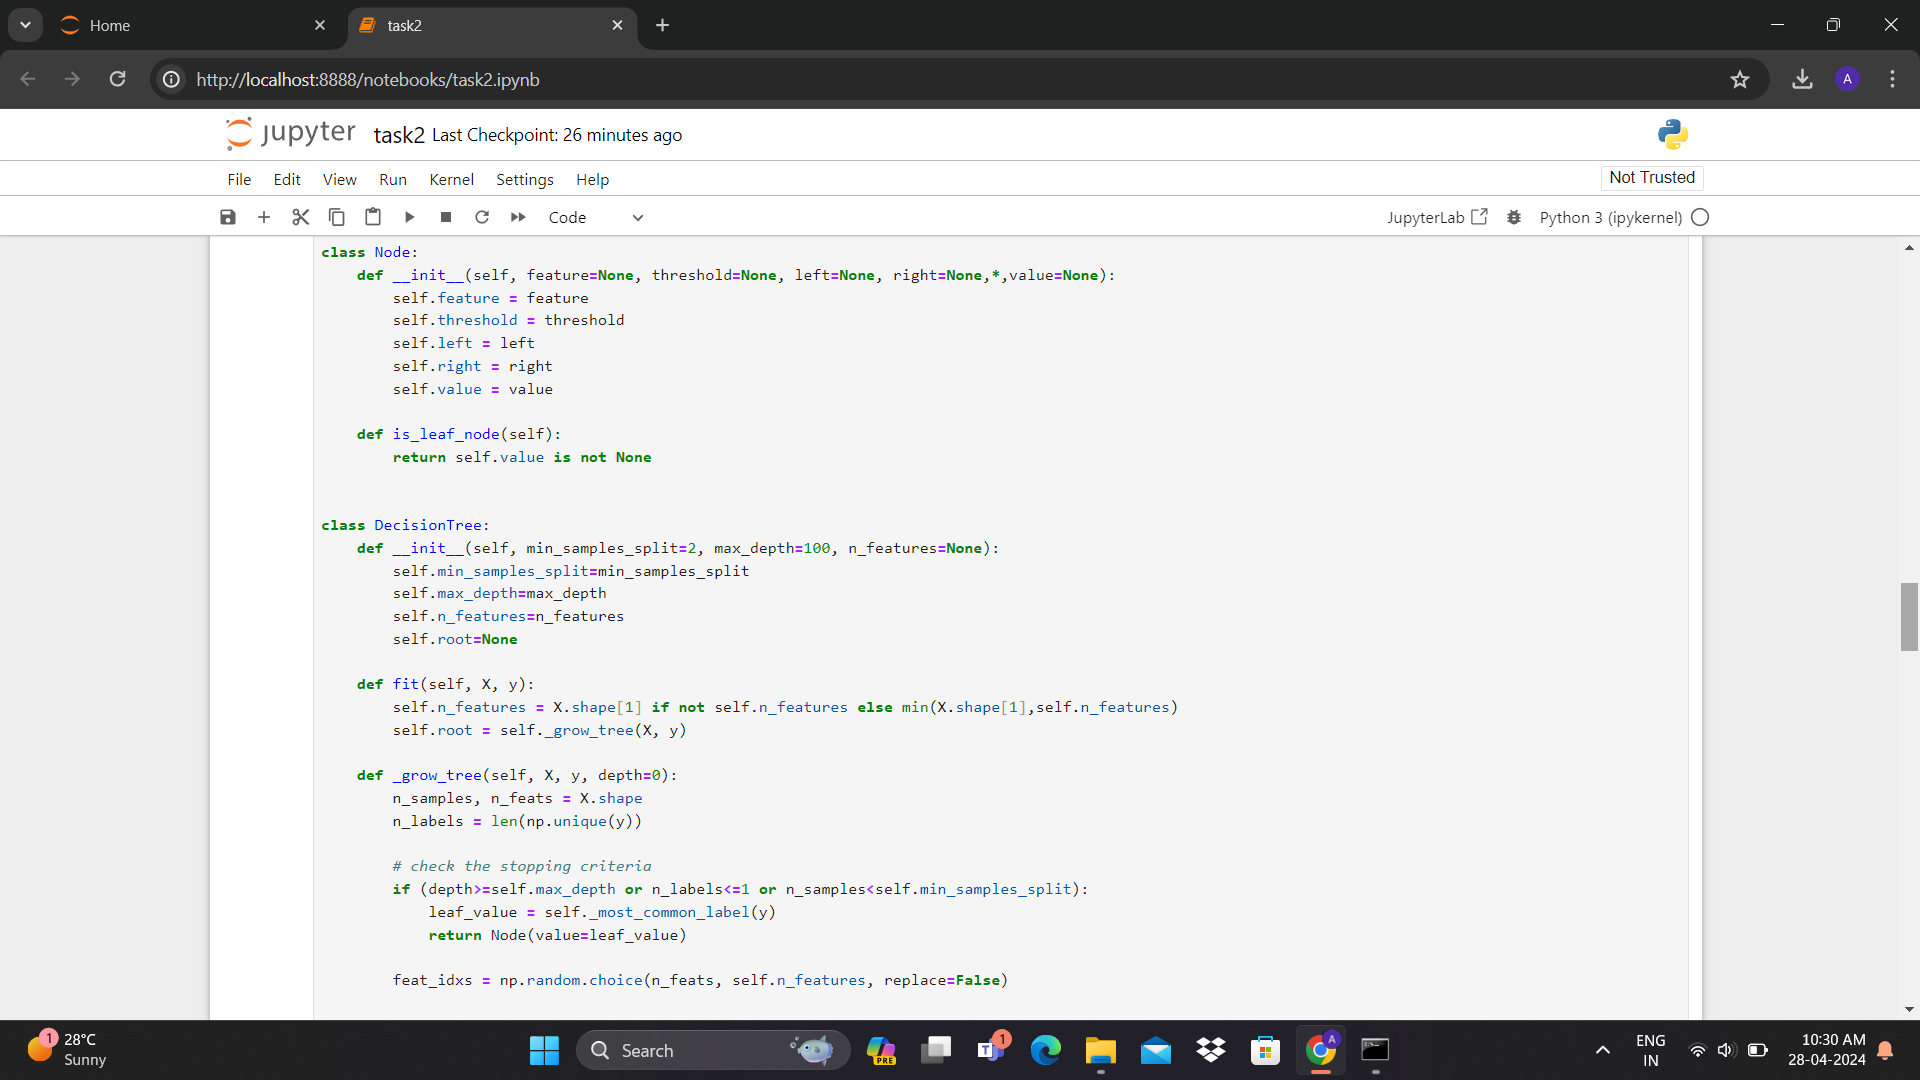 Home
task2
http://localhost:8888/notebooks/task2.ipynb
A
jupyter task2 Last Checkpoint: 26 minutes ago
File Edit View Run Kernel Settings Help
Not Trusted
Code
JupyterLab
Python 3 (ipykernel)
class Node:
    def __init__(self, feature=None, threshold=None, left=None, right=None,*,value=None):
        self.feature = feature
        self.threshold = threshold
        self.left = left
        self.right = right
        self.value = value
    def is_leaf_node(self):
        return self.value is not None
class DecisionTree:
    def __init__(self, min_samples_split=2, max_depth=100, n_features=None):
        self.min_samples_split=min_samples_split
        self.max_depth=max_depth
        self.n_features=n_features
        self.root=None
    def fit(self, X, y):
        self.n_features = X.shape[1] if not self.n_features else min(X.shape[1],self.n_features)
        self.root = self._grow_tree(X, y)
    def _grow_tree(self, X, y, depth=0):
        n_samples, n_feats = X.shape
        n_labels = len(np.unique(y))
        # check the stopping criteria
        if (depth>=self.max_depth or n_labels<=1 or n_samples<self.min_samples_split):
            leaf_value = self._most_common_label(y)
            return Node(value=leaf_value)
        feat_idxs = np.random.choice(n_feats, self.n_features, replace=False)
1
28°C
Sunny
Search
PRE
T
1
A
ENG
IN
10:30 AM
28-04-2024